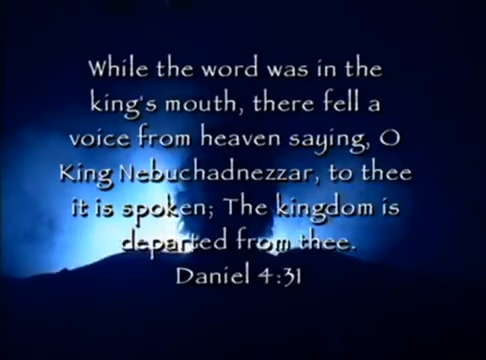 While the word was in the
king's mouth, there fell a
voice from heaven saying, O
King Nebuchadnezzar, to thee
it is spoken; The kingdom is
departed from thee.
Daniel 4:31